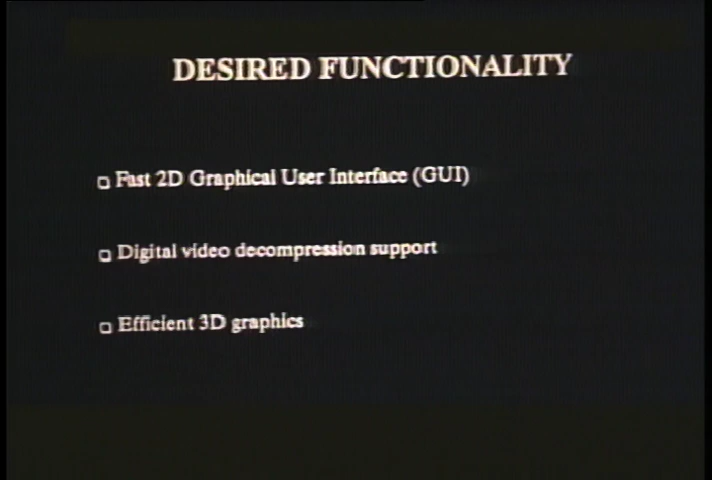 DESIRED FUNCTIONALITY
Fast 2D Graphical User Interface (GUI)
Digital video decompression support
Efficient 3D graphics